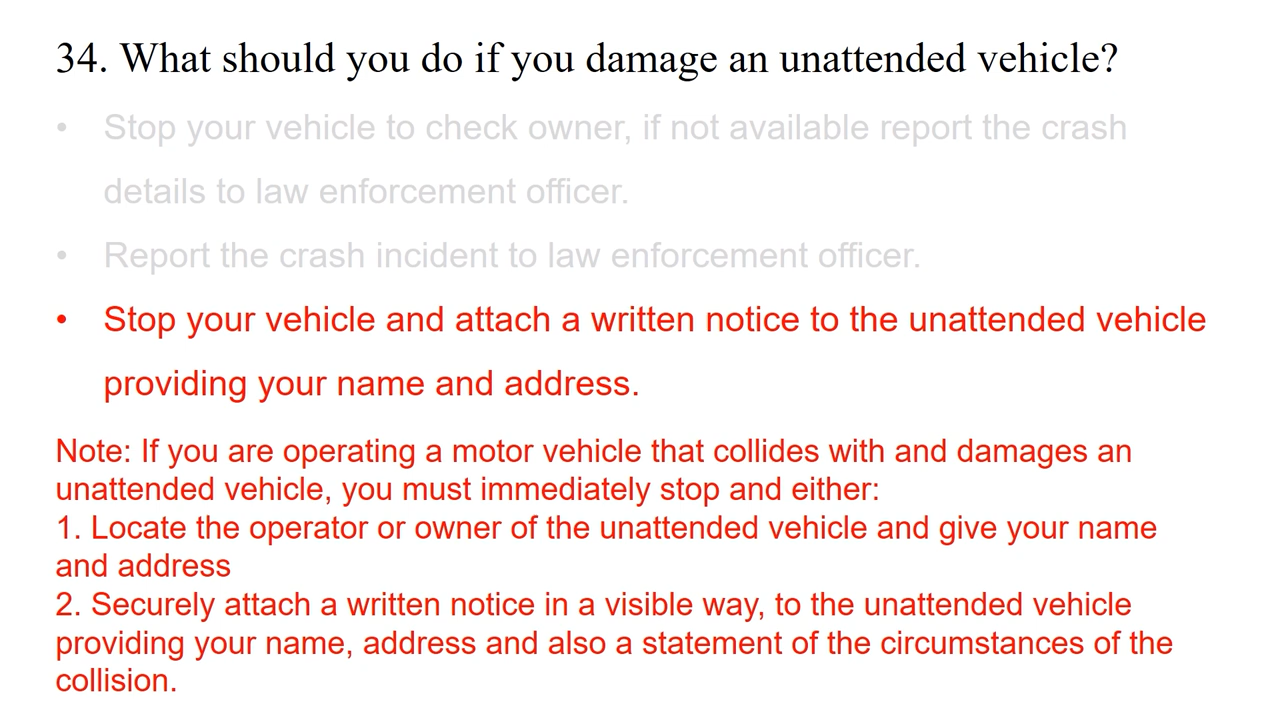 34. What should you do if you damage an unattended vehicle?
• Stop your vehicle to check owner, if not available report the crash
details to law enforcement officer.
• Report the crash incident to law enforcement officer.
• Stop your vehicle and attach a written notice to the unattended vehicle
providing your name and address.
Note: If you are operating a motor vehicle that collides with and damages an
unattended vehicle, you must immediately stop and either:
1. Locate the operator or owner of the unattended vehicle and give your name
and address
2. Securely attach a written notice in a visible way, to the unattended vehicle
providing your name, address and also a statement of the circumstances of the
collision.